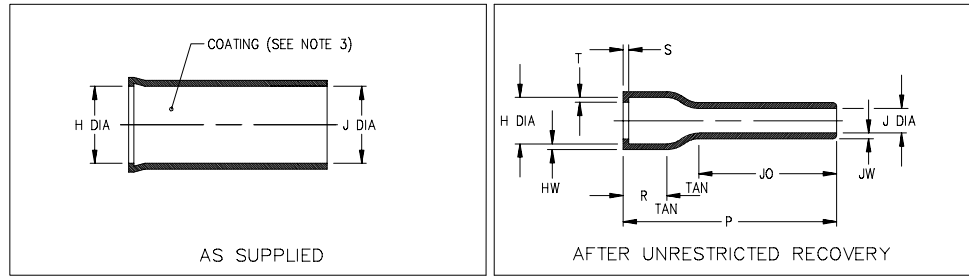 COATING (SEE NOTE 3)
H DIA
J DIA
AS SUPPLIED
T
S
H DIA
J DIA
HW
R
TAN
TAN
JO
JW
P
AFTER UNRESTRICTED RECOVERY